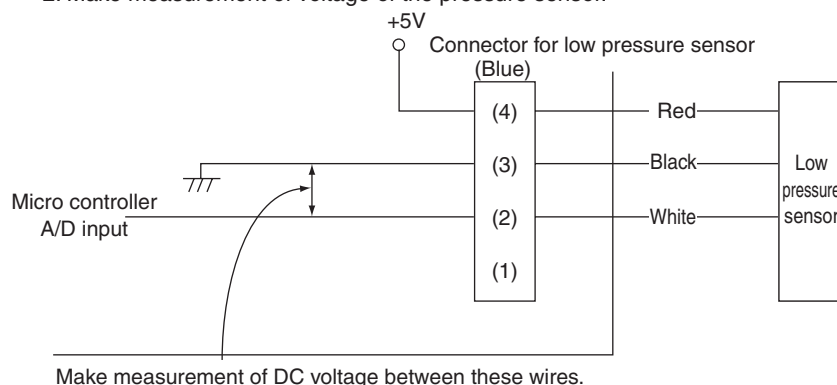 2. Make measurement of voltage of the pressure sensor.
+5V
Connector for low pressure sensor
(Blue)
(4)
Red
(3)
Black
Low
pressure
sensor
Micro controller
A/D input
(2)
White
(1)
Make measurement of DC voltage between these wires.